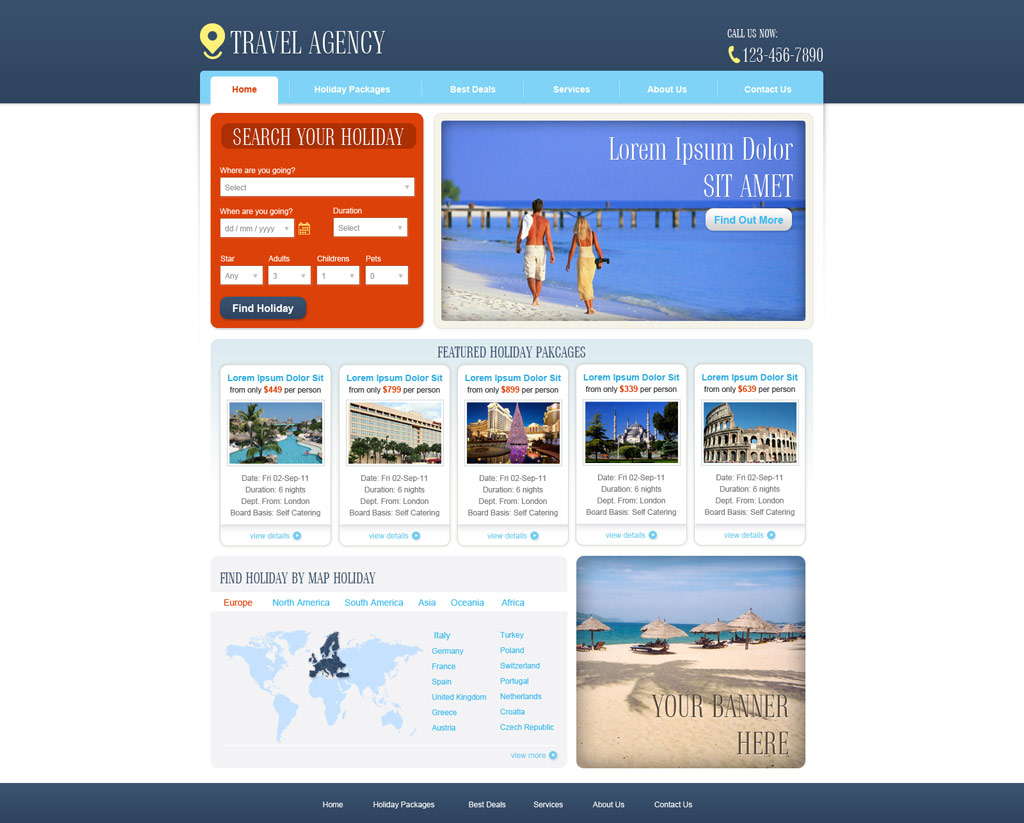 TRAVEL AGENCY
CALL US NOW:
123-456-7890
Home Holiday Packages Best Deals Services About Us Contact Us
SEARCH YOUR HOLIDAY
Where are you going?
Select
When are you going? Duration
dd / mm / yyyy Select
Star Adults Childrens Pets
Any 3 1 0
Find Holiday
Lorem Ipsum Dolor
SIT AMET
Find Out More
FEATURED HOLIDAY PAKCAGES
Lorem Ipsum Dolor Sit
from only $449 per person
Date: Fri 02-Sep-11
Duration: 6 nights
Dept. From: London
Board Basis: Self Catering
view details
Lorem Ipsum Dolor Sit
from only $799 per person
Date: Fri 02-Sep-11
Duration: 6 nights
Dept. From: London
Board Basis: Self Catering
view details
Lorem Ipsum Dolor Sit
from only $899 per person
Date: Fri 02-Sep-11
Duration: 6 nights
Dept. From: London
Board Basis: Self Catering
view details
Lorem Ipsum Dolor Sit
from only $339 per person
Date: Fri 02-Sep-11
Duration: 6 nights
Dept. From: London
Board Basis: Self Catering
view details
Lorem Ipsum Dolor Sit
from only $639 per person
Date: Fri 02-Sep-11
Duration: 6 nights
Dept. From: London
Board Basis: Self Catering
view details
FIND HOLIDAY BY MAP HOLIDAY
Europe North America South America Asia Oceania Africa
Italy Turkey
Germany Poland
France Switzerland
Spain Portugal
United Kingdom Netherlands
Greece Croatia
Austria Czech Republic
view more
YOUR BANNER
HERE
Home Holiday Packages Best Deals Services About Us Contact Us